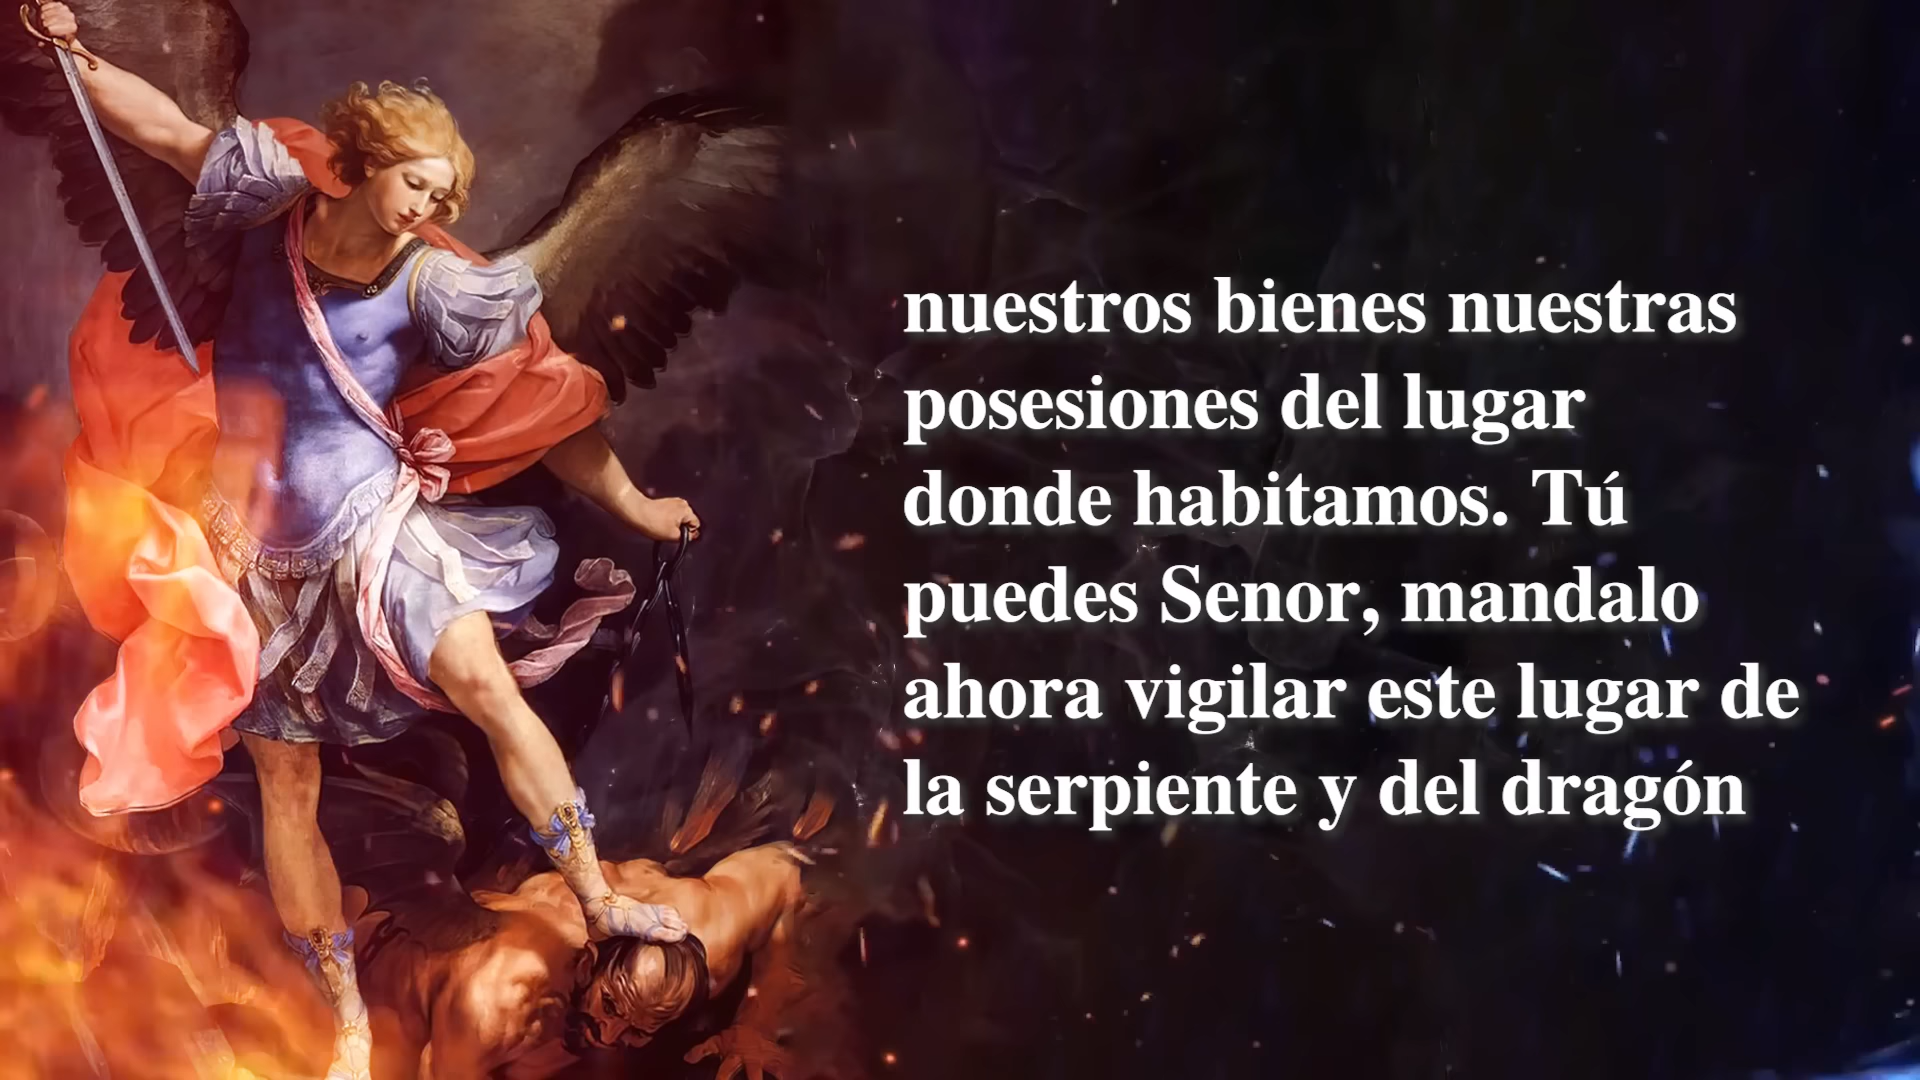 nuestros bienes nuestras
posesiones del lugar
donde habitamos. Tú
puedes Senor, mandalo
ahora vigilar este lugar de
la serpiente y del dragón